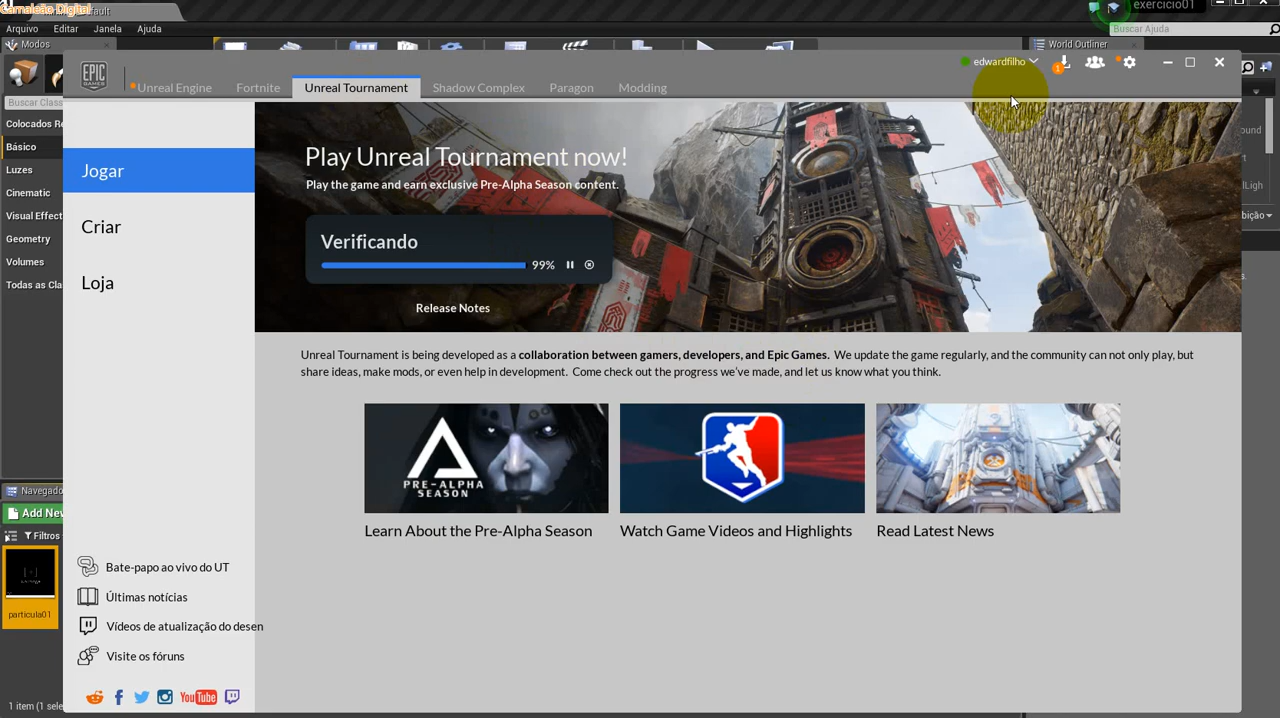 Camaleão Digital
exercicio01
Arquivo Editar Janela Ajuda
Buscar Ajuda
Modos
World Outliner
EPIC GAMES
edwardfilho
1
Unreal Engine Fortnite Unreal Tournament Shadow Complex Paragon Modding
Buscar Clas
Colocados Re
Básico
Luzes
Cinematic
Visual Effect
Geometry
Volumes
Todas as Cla
Jogar
Criar
Loja
Play Unreal Tournament now!
Play the game and earn exclusive Pre-Alpha Season content.
Verificando
99%
Release Notes
Unreal Tournament is being developed as a collaboration between gamers, developers, and Epic Games. We update the game regularly, and the community can not only play, but
share ideas, make mods, or even help in development. Come check out the progress we've made, and let us know what you think.
PRE-ALPHA
SEASON
Learn About the Pre-Alpha Season
Watch Game Videos and Highlights
Read Latest News
Navegado
Add New
Filtros
particula01
1 item (1 sele
Bate-papo ao vivo do UT
Últimas notícias
Vídeos de atualização do desen
Visite os fóruns
YouTube